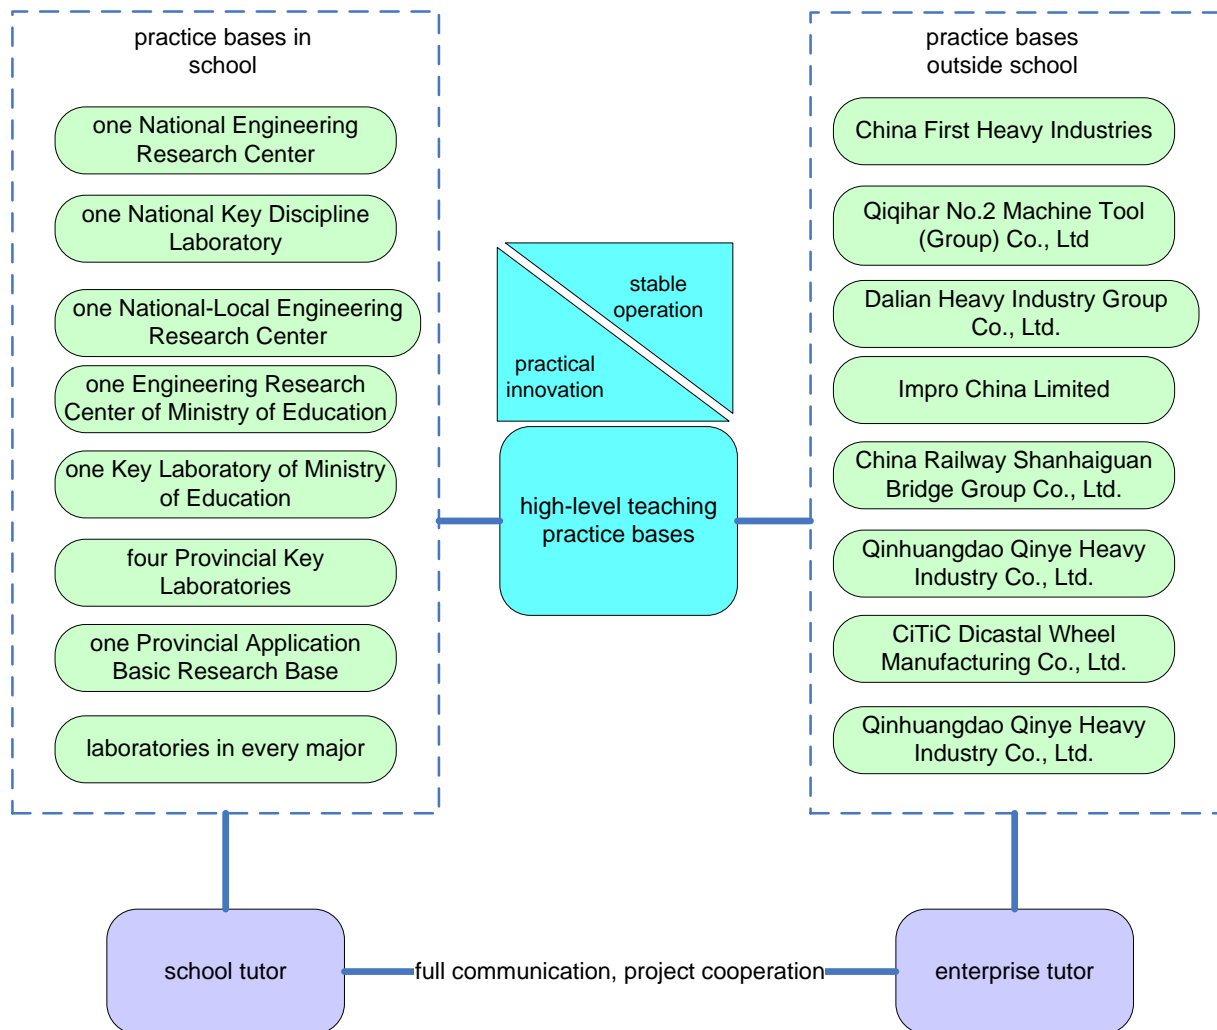 practice bases in
school
one National Engineering
Research Center
one National Key Discipline
Laboratory
one National-Local Engineering
Research Center
one Engineering Research
Center of Ministry of Education
one Key Laboratory of Ministry
of Education
four Provincial Key
Laboratories
one Provincial Application
Basic Research Base
laboratories in every major
stable
operation
practical
innovation
high-level teaching
practice bases
practice bases
outside school
China First Heavy Industries
Qiqihar No.2 Machine Tool
(Group) Co., Ltd
Dalian Heavy Industry Group
Co., Ltd.
Impro China Limited
China Railway Shanhaiguan
Bridge Group Co., Ltd.
Qinhuangdao Qinye Heavy
Industry Co., Ltd.
CiTiC Dicastal Wheel
Manufacturing Co., Ltd.
Qinhuangdao Qinye Heavy
Industry Co., Ltd.
school tutor
full communication, project cooperation
enterprise tutor